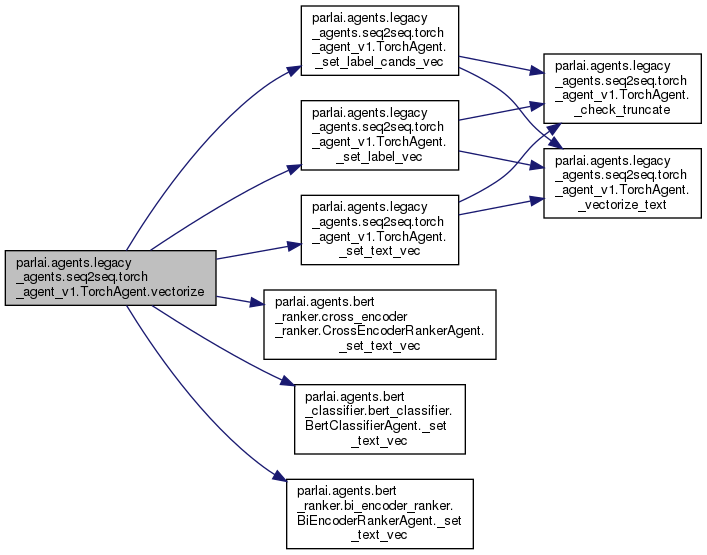 parlai.agents.legacy
_agents.seq2seq.torch
_agent_v1.TorchAgent.
_set_label_cands_vec
parlai.agents.legacy
_agents.seq2seq.torch
_agent_v1.TorchAgent.
_check_truncate
parlai.agents.legacy
_agents.seq2seq.torch
_agent_v1.TorchAgent.
_set_label_vec
parlai.agents.legacy
_agents.seq2seq.torch
_agent_v1.TorchAgent.
_vectorize_text
parlai.agents.legacy
_agents.seq2seq.torch
_agent_v1.TorchAgent.
_set_text_vec
parlai.agents.legacy
_agents.seq2seq.torch
_agent_v1.TorchAgent.vectorize
parlai.agents.bert
_ranker.cross_encoder
_ranker.CrossEncoderRankerAgent.
_set_text_vec
parlai.agents.bert
_classifier.bert_classifier.
BertClassifierAgent._set
_text_vec
parlai.agents.bert
_ranker.bi_encoder_ranker.
BiEncoderRankerAgent._set
_text_vec